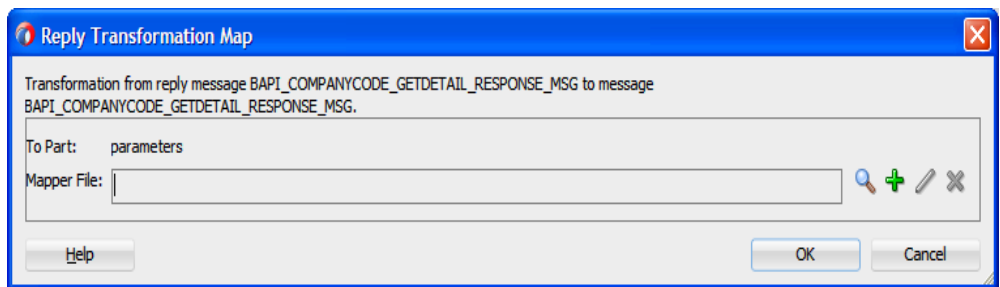 Reply Transformation Map
Transformation from reply message BAPI_COMPANYCODE_GETDETAIL_RESPONSE_MSG to message
BAPI_COMPANYCODE_GETDETAIL_RESPONSE_MSG.
To Part: parameters
Mapper File:
Help OK Cancel